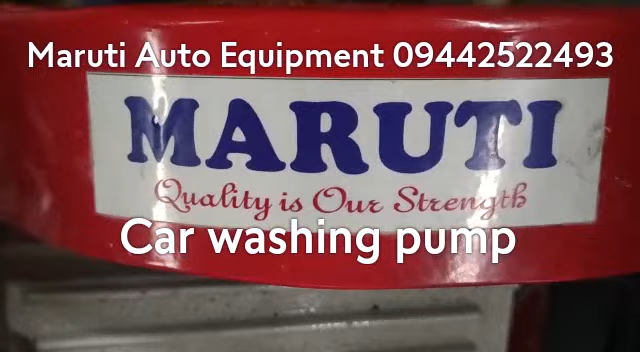 Maruti Auto Equipment 09442522493
MARUTI
Quality is Our Strength
Car washing pump